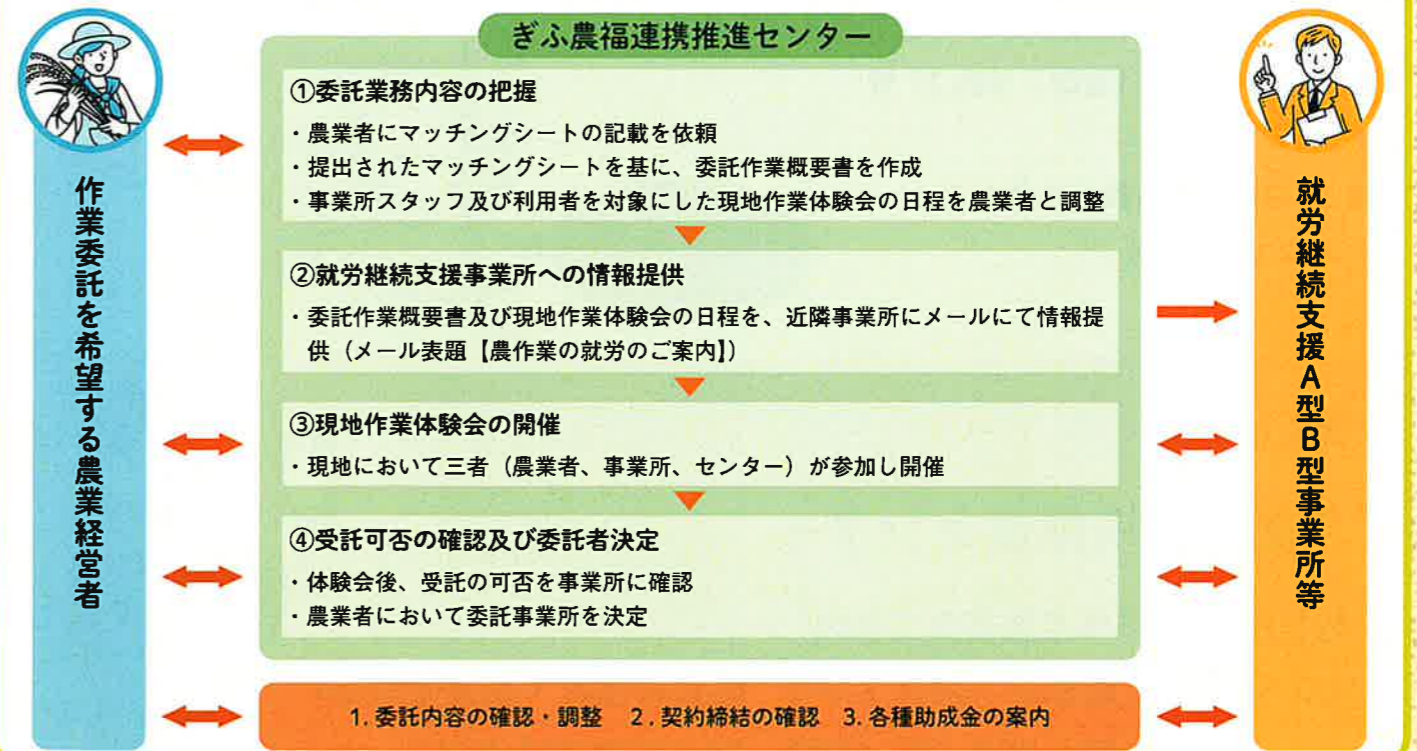 ぎふ農福連携推進センター
作業委託を希望する農業経営者
①委託業務内容の把握
・農業者にマッチングシートの記載を依頼
・提出されたマッチングシートを基に、委託作業概要書を作成
・事業所スタッフ及び利用者を対象にした現地作業体験会の日程を農業者と調整
②就労継続支援事業所への情報提供
・委託作業概要書及び現地作業体験会の日程を、近隣事業所にメールにて情報提
供（メール表題【農作業の就労のご案内】）
③現地作業体験会の開催
・現地において三者（農業者、事業所、センター）が参加し開催
④受託可否の確認及び委託者決定
・体験会後、受託の可否を事業所に確認
・農業者において委託事業所を決定
就労継続支援A型B型事業所等
1. 委託内容の確認・調整　2 . 契約締結の確認　3. 各種助成金の案内